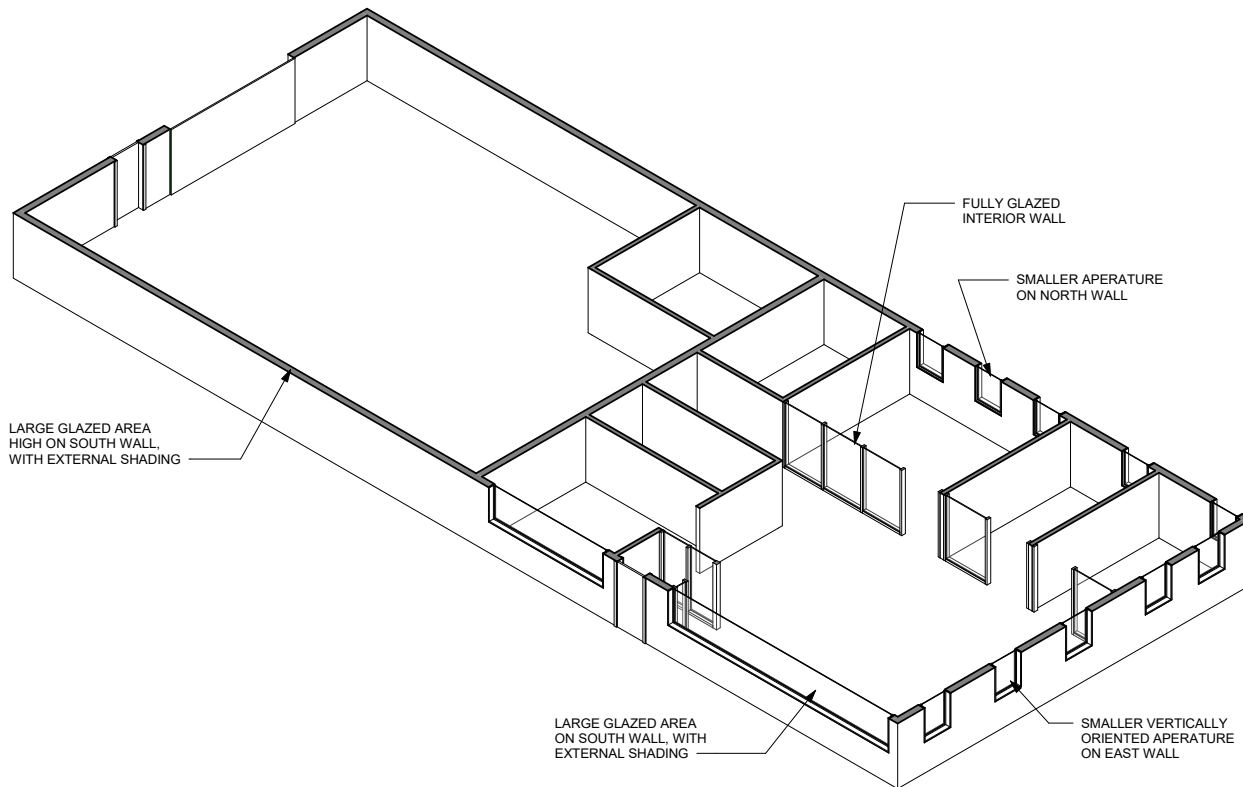 FULLY GLAZED
INTERIOR WALL
SMALLER APERATURE
ON NORTH WALL
LARGE GLAZED AREA
HIGH ON SOUTH WALL,
WITH EXTERNAL SHADING
LARGE GLAZED AREA
ON SOUTH WALL, WITH
EXTERNAL SHADING
SMALLER VERTICALLY
ORIENTED APERATURE
ON EAST WALL